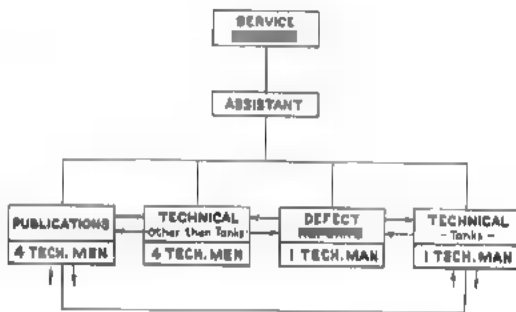 SERVICE
ASSISTANT
PUBLICATIONS
4 TECH. MEN
TECHNICAL
Other than Tanks
4 TECH. MEN
DEFECT
1 TECH. MAN
TECHNICAL
- Tanks -
1 TECH. MAN